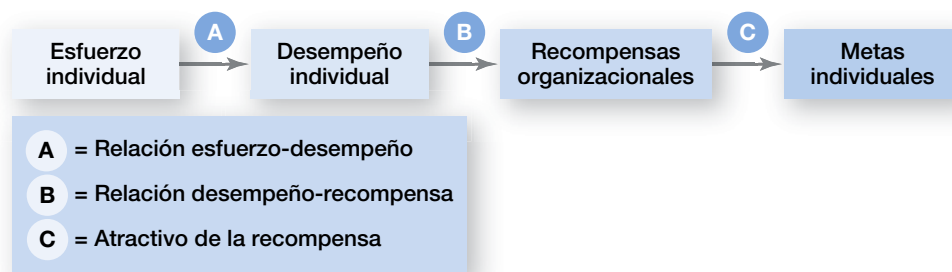 A
B
C
Esfuerzo
individual
Desempeño
individual
Recompensas
organizacionales
Metas
individuales
A = Relación esfuerzo-desempeño
B = Relación desempeño-recompensa
C = Atractivo de la recompensa